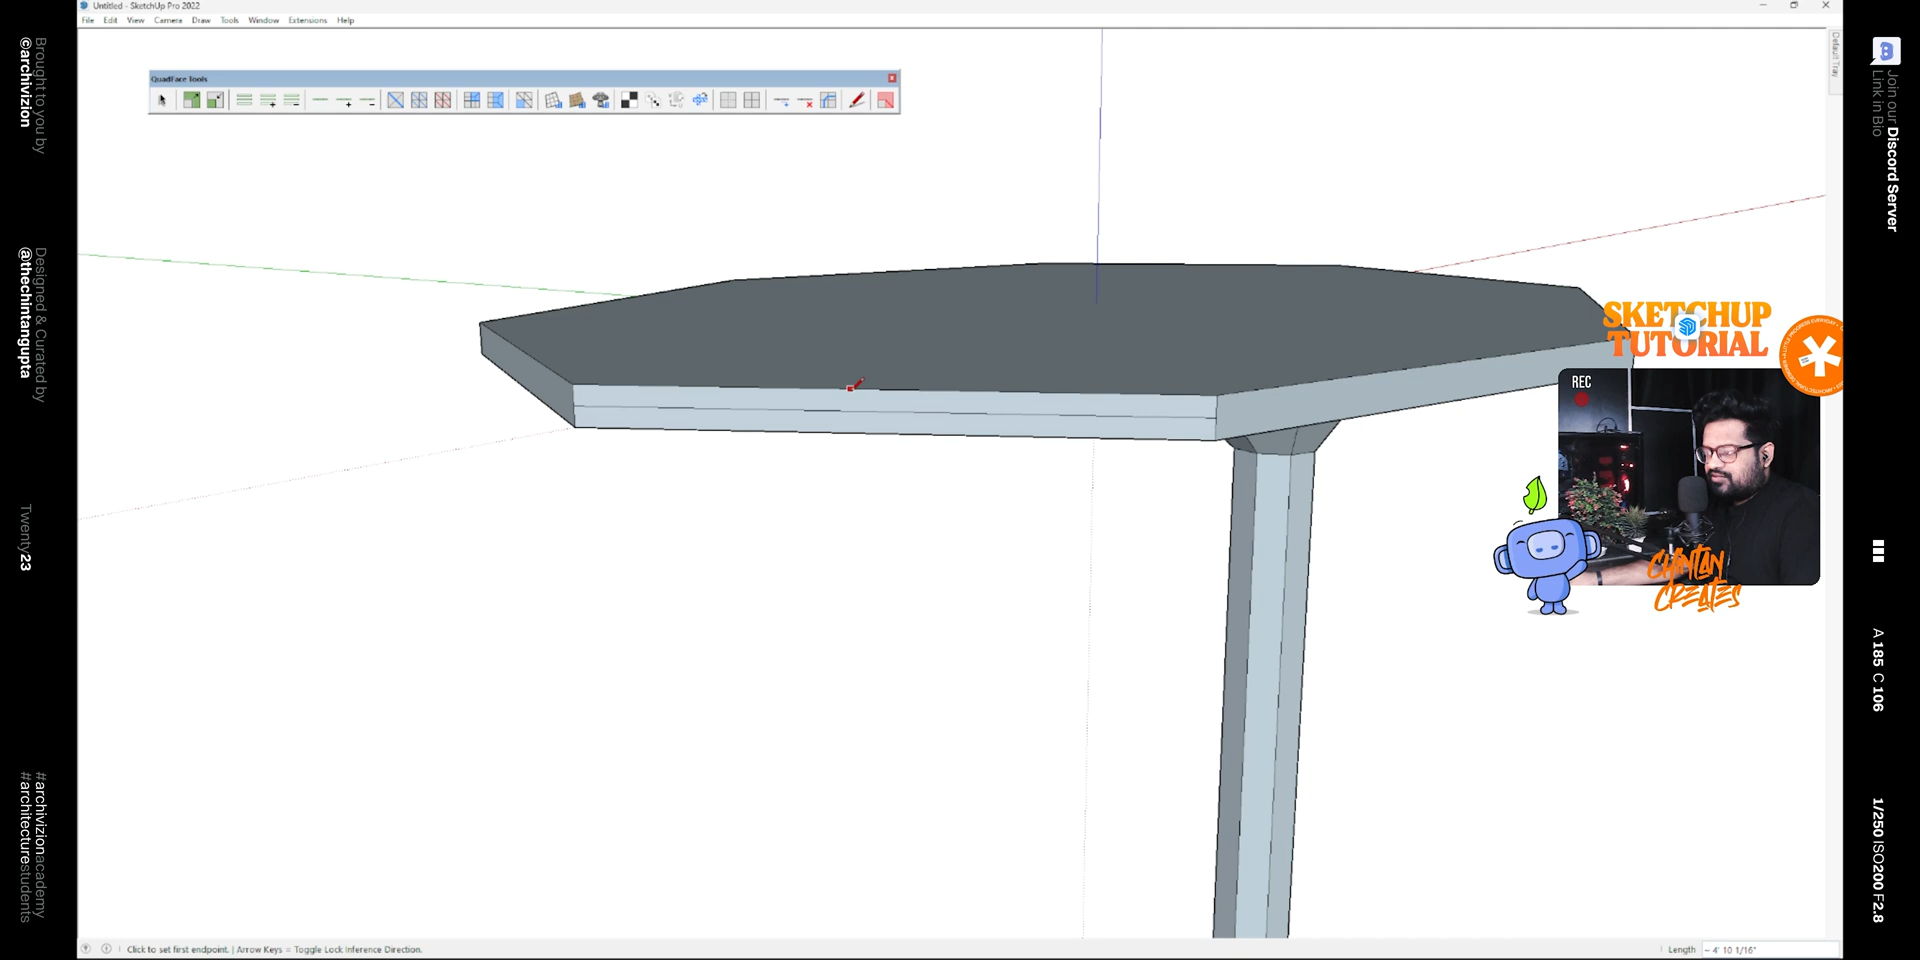 Untitled - SketchUp Pro 2022
File Edit View Camera Draw Tools Window Extensions Help
QuadFace Tools
Default Tray
Brought to you by
©archivizion
Designed & Curated by
@thechintangupta
Twenty23
#archivizionacademy
#architecturestudents
Join our Discord Server
Link in Bio
SKETCHUP
TUTORIAL
REC
CHINTAN
CREATES
A 185 C 106
1/250 ISO200 F2.8
Click to set first endpoint. | Arrow Keys = Toggle Lock Inference Direction.
Length ~ 4' 10 1/16"